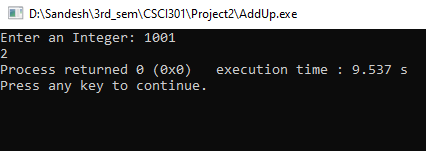 D:\Sandesh\3rd_sem\CSCI301\Project2\AddUp.exe
Enter an Integer: 1001
2
Process returned 0 (0x0)   execution time : 9.537 s
Press any key to continue.